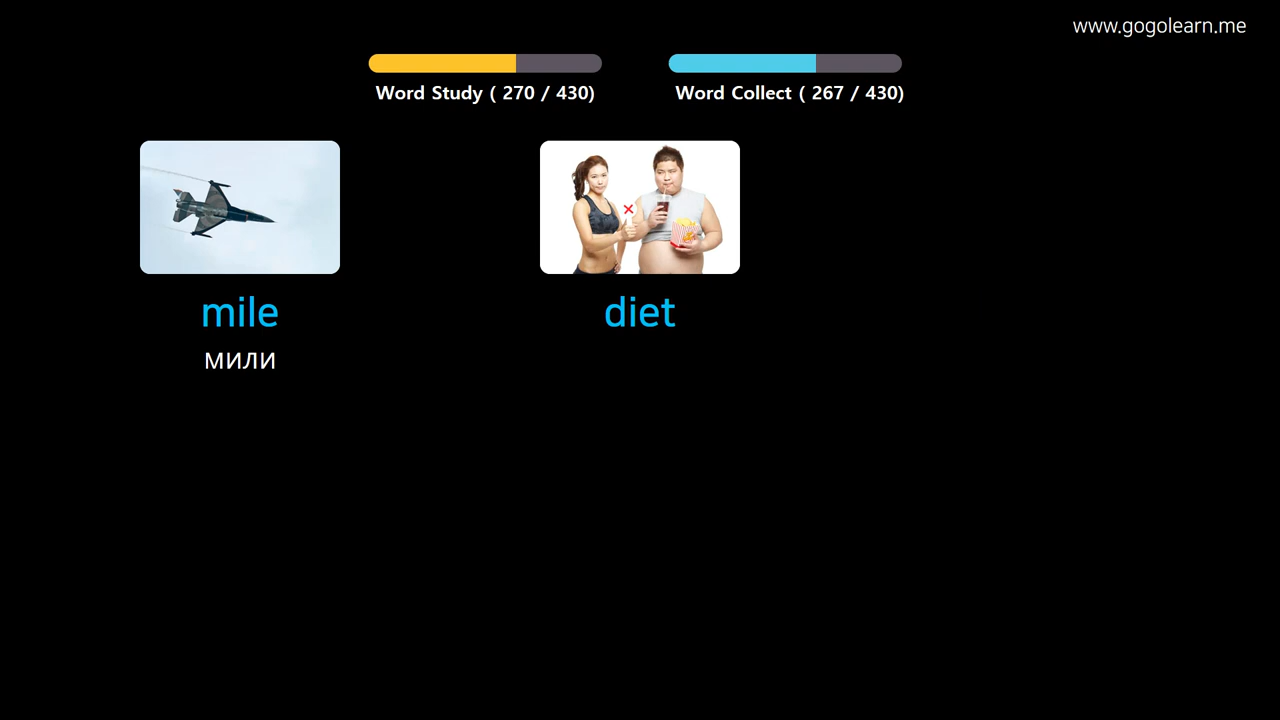 www.gogolearn.me
Word Study ( 270 / 430)
Word Collect ( 267 / 430)
mile
diet
мили